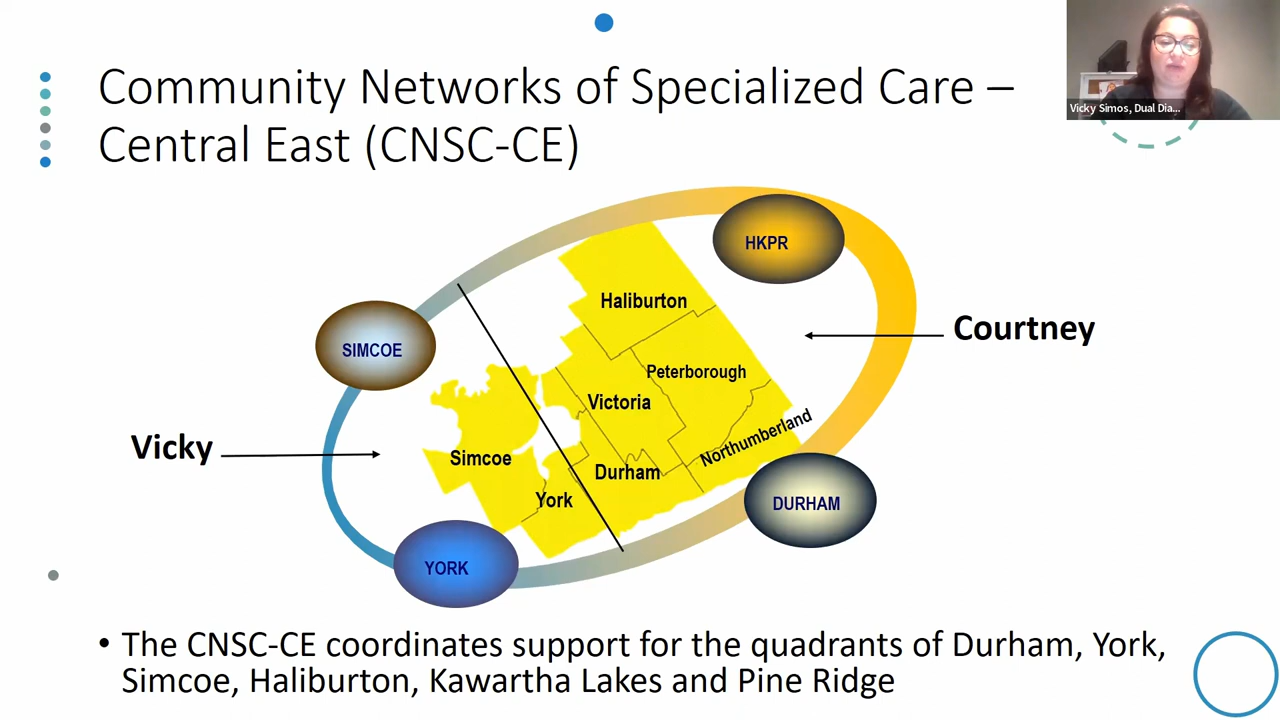 Community Networks of Specialized Care –
Central East (CNSC-CE)
Vicky Simos, Dual Dia...
HKPR
Haliburton
Courtney
SIMCOE
Peterborough
Victoria
Northumberland
Vicky
Simcoe
Durham
York
DURHAM
YORK
• The CNSC-CE coordinates support for the quadrants of Durham, York,
Simcoe, Haliburton, Kawartha Lakes and Pine Ridge